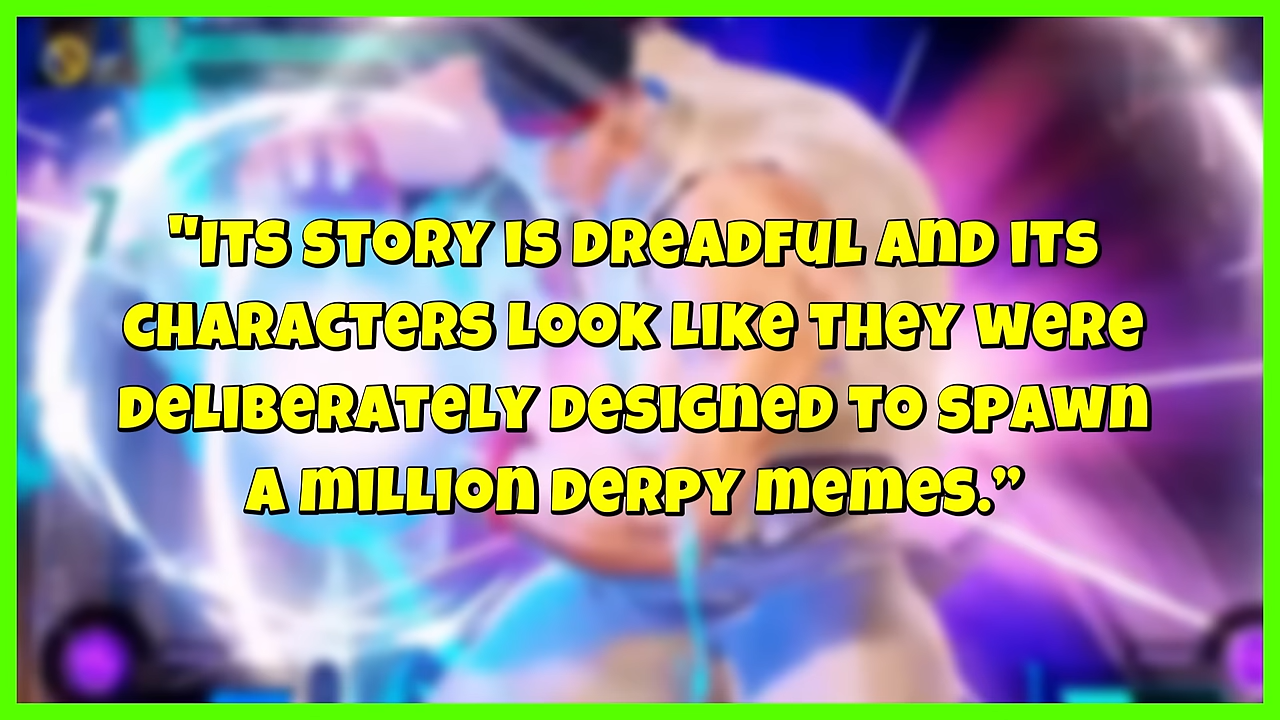 "ITS STORY IS DREADFUL AND ITS
CHARACTERS LOOK LIKE THEY WERE
DELIBERATELY DESIGNED TO SPAWN
A MILLION DERPY MEMES.”